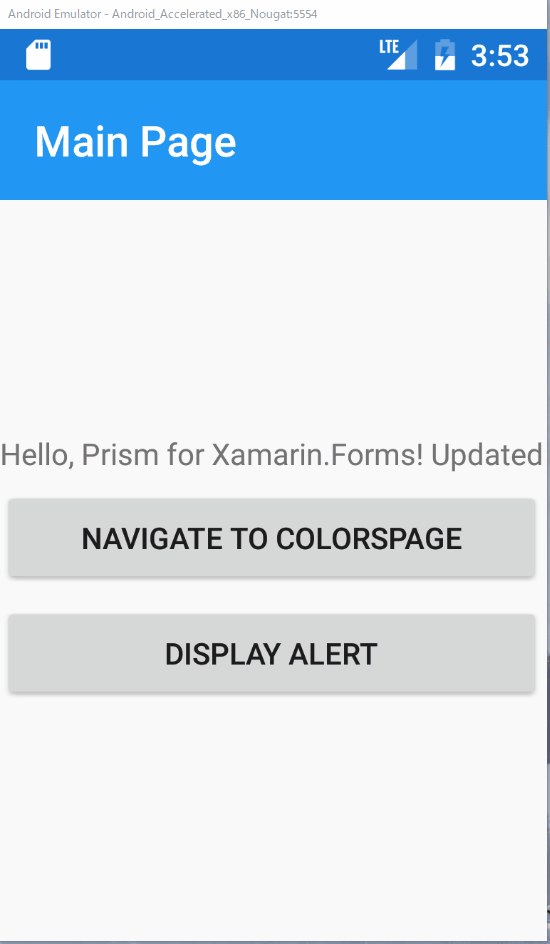 Android Emulator - Android_Accelerated_x86_Nougat:5554
LTE 3:53
Main Page
Hello, Prism for Xamarin.Forms! Updated
NAVIGATE TO COLORSPAGE
DISPLAY ALERT